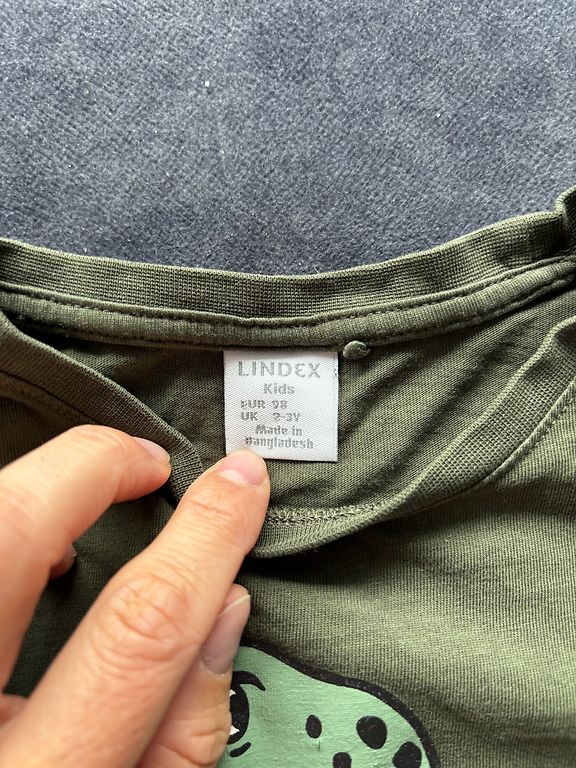 LINDEX
Kids
EUR 98
UK 2-3Y
Made in
Bangladesh